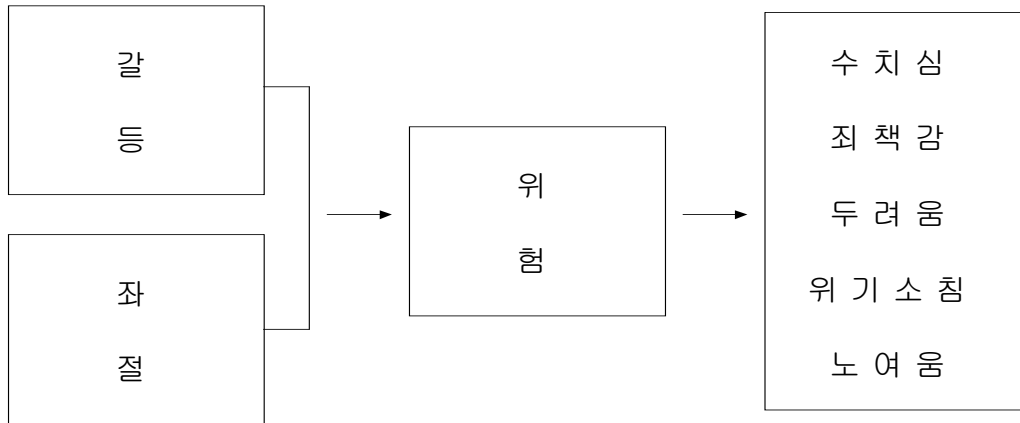 갈
등
좌
절
위
험
수 치 심
죄 책 감
두 려 움
위 기 소 침
노 여 움